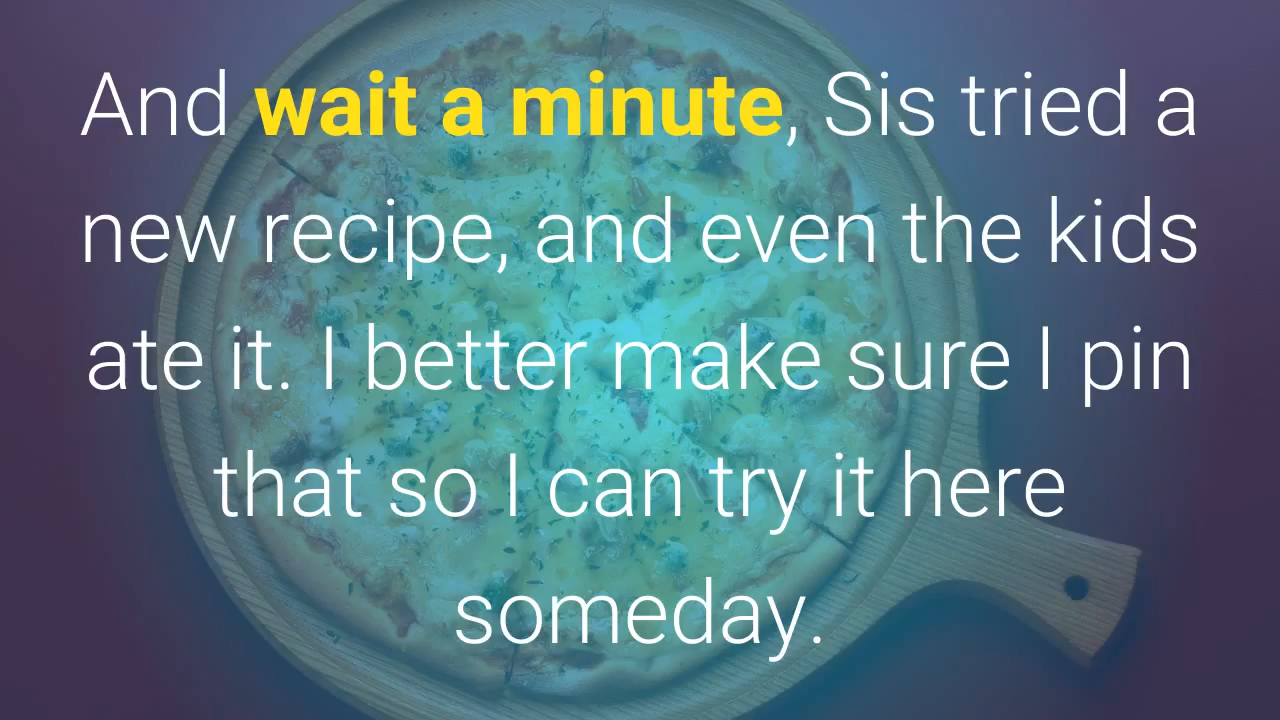 And wait a minute, Sis tried a
new recipe, and even the kids
ate it. I better make sure I pin
that so I can try it here
someday.